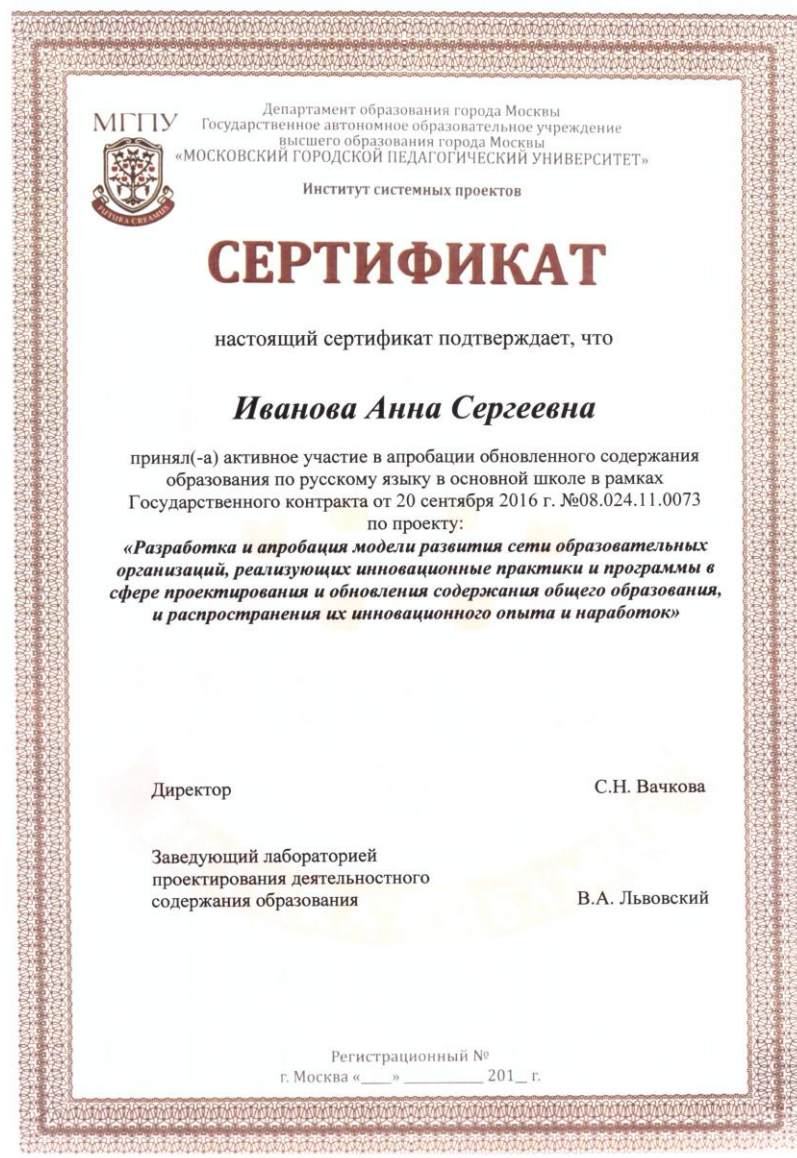 МГПУ
FUTURA CREAMUS
Департамент образования города Москвы
Государственное автономное образовательное учреждение
высшего образования города Москвы
«МОСКОВСКИЙ ГОРОДСКОЙ ПЕДАГОГИЧЕСКИЙ УНИВЕРСИТЕТ»
Институт системных проектов
СЕРТИФИКАТ
настоящий сертификат подтверждает, что
Иванова Анна Сергеевна
принял(-а) активное участие в апробации обновленного содержания
образования по русскому языку в основной школе в рамках
Государственного контракта от 20 сентября 2016 г. №08.024.11.0073
по проекту:
«Разработка и апробация модели развития сети образовательных
организаций, реализующих инновационные практики и программы в
сфере проектирования и обновления содержания общего образования,
и распространения их инновационного опыта и наработок»
Директор
С.Н. Вачкова
Заведующий лабораторией
проектирования деятельностного
содержания образования
В.А. Львовский
Регистрационный №
г. Москва «____» ___________ 201__ г.